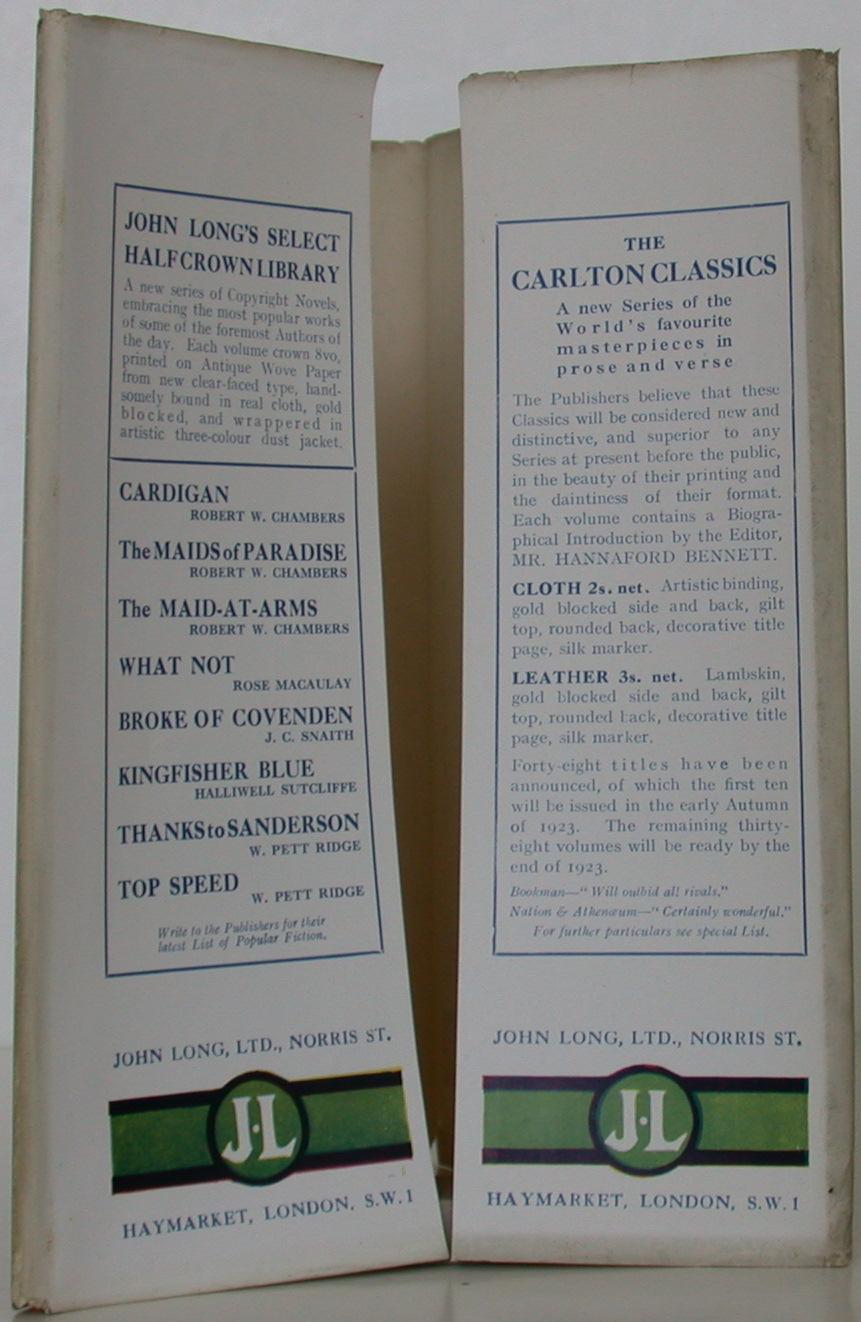 JOHN LONG'S SELECT
HALFCROWN LIBRARY
A new series of Copyright Novels,
embracing the most popular works
of some of the foremost Authors of
the day. Each volume crown 8vo,
printed on Antique Wove Paper
from new clear-faced type, hand-
somely bound in real cloth, gold
blocked, and wrappered in
artistic three-colour dust jacket.
CARDIGAN
ROBERT W. CHAMBERS
The MAIDS of PARADISE
ROBERT W. CHAMBERS
The MAID-AT-ARMS
ROBERT W. CHAMBERS
WHAT NOT
ROSE MACAULAY
BROKE OF COVENDEN
J. C. SNAITH
KINGFISHER BLUE
HALLIWELL SUTCLIFFE
THANKS to SANDERSON
W. PETT RIDGE
TOP SPEED
W. PETT RIDGE
Write to the Publishers for their
latest List of Popular Fiction.
JOHN LONG, LTD., NORRIS ST.
J·L
HAYMARKET, LONDON, S.W.1
THE
CARLTON CLASSICS
A new Series of the
World's favourite
masterpieces in
prose and verse
The Publishers believe that these
Classics will be considered new and
distinctive, and superior to any
Series at present before the public,
in the beauty of their printing and
the daintiness of their format.
Each volume contains a Biogra-
phical Introduction by the Editor,
MR. HANNAFORD BENNETT.
CLOTH 2s. net. Artistic binding,
gold blocked side and back, gilt
top, rounded back, decorative title
page, silk marker.
LEATHER 3s. net. Lambskin,
gold blocked side and back, gilt
top, rounded back, decorative title
page, silk marker.
Forty-eight titles have been
announced, of which the first ten
will be issued in the early Autumn
of 1923. The remaining thirty-
eight volumes will be ready by the
end of 1923.
Bookman—"Will outbid all rivals."
Nation & Athenæum—"Certainly wonderful."
For further particulars see special List.
JOHN LONG, LTD., NORRIS ST.
J·L
HAYMARKET, LONDON, S.W.1